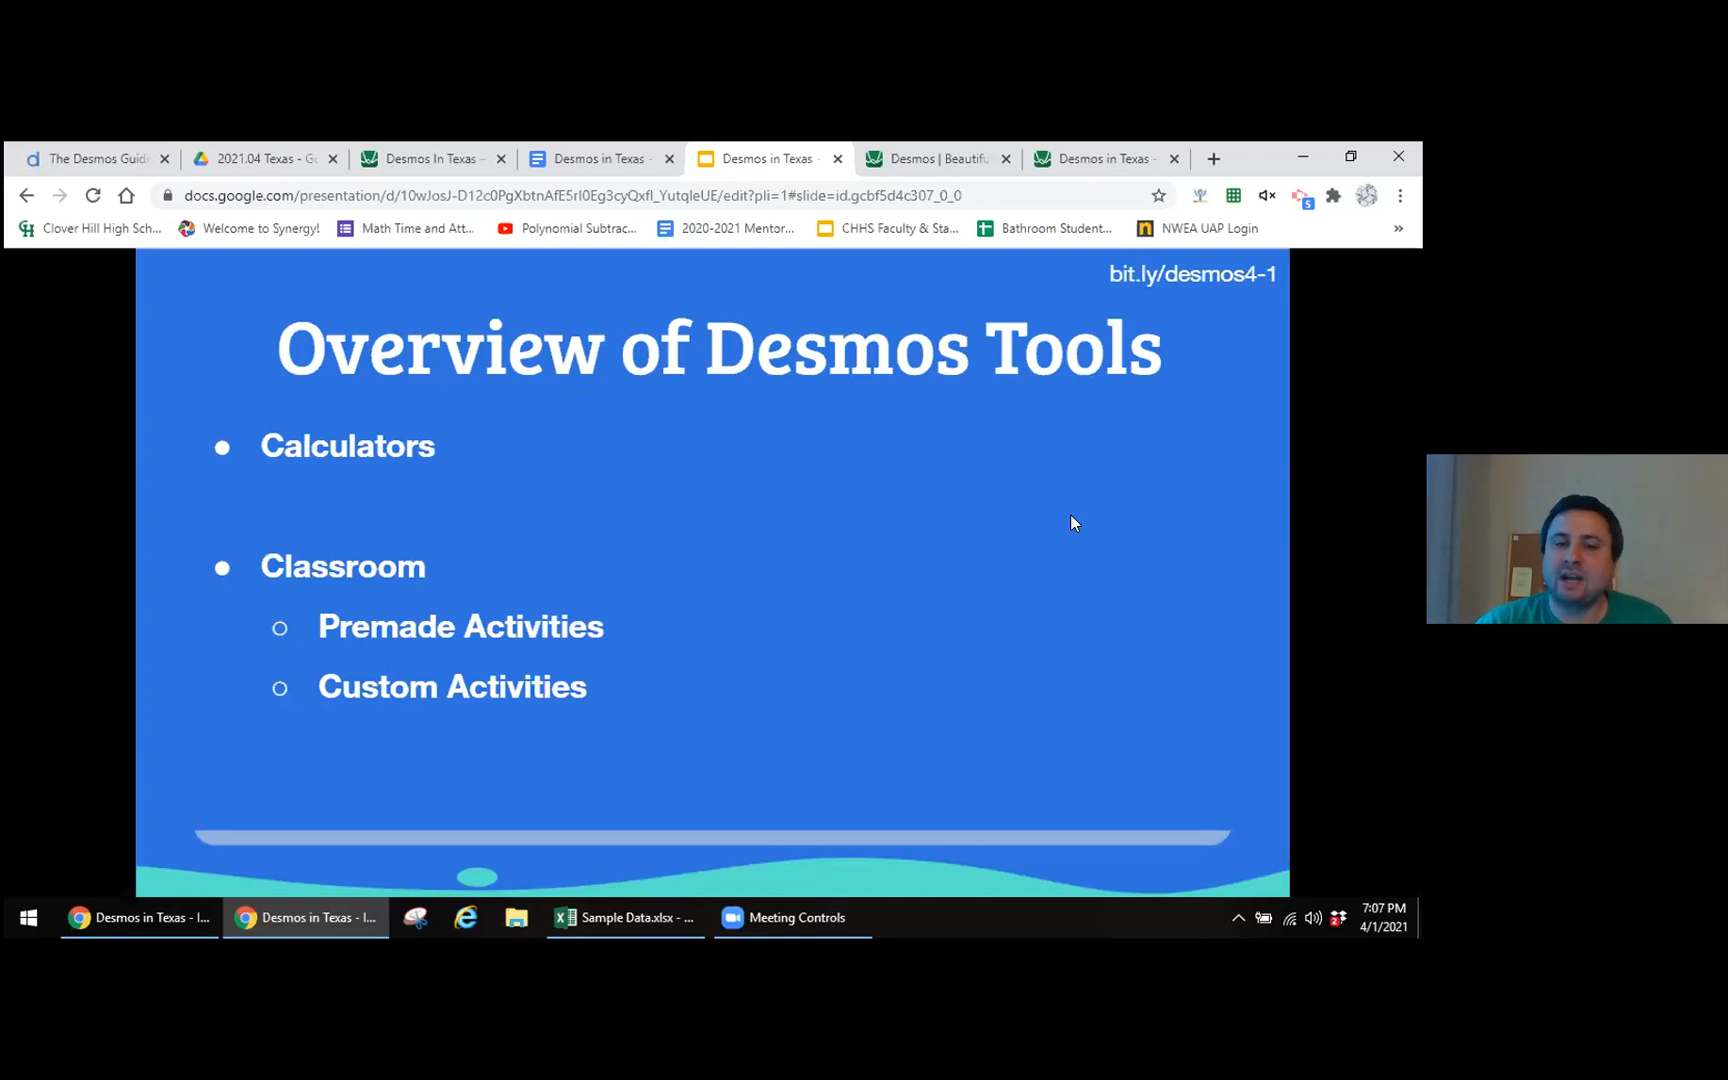 The Desmos Guid
2021.04 Texas - G
Desmos In Texas –
Desmos in Texas -
Desmos in Texas -
Desmos | Beautifu
Desmos in Texas -
docs.google.com/presentation/d/10wJosJ-D12c0PgXbtnAfE5rI0Eg3cyQxfI_YutqIeUE/edit?pli=1#slide=id.gcbf5d4c307_0_0
5
Clover Hill High Sch...
Welcome to Synergy!
Math Time and Att...
Polynomial Subtrac...
2020-2021 Mentor...
CHHS Faculty & Sta...
Bathroom Student...
NWEA UAP Login
»
bit.ly/desmos4-1
Overview of Desmos Tools
● Calculators
● Classroom
○ Premade Activities
○ Custom Activities
Desmos in Texas - I...
Desmos in Texas - I...
Sample Data.xlsx - ...
Meeting Controls
2
7:07 PM
4/1/2021